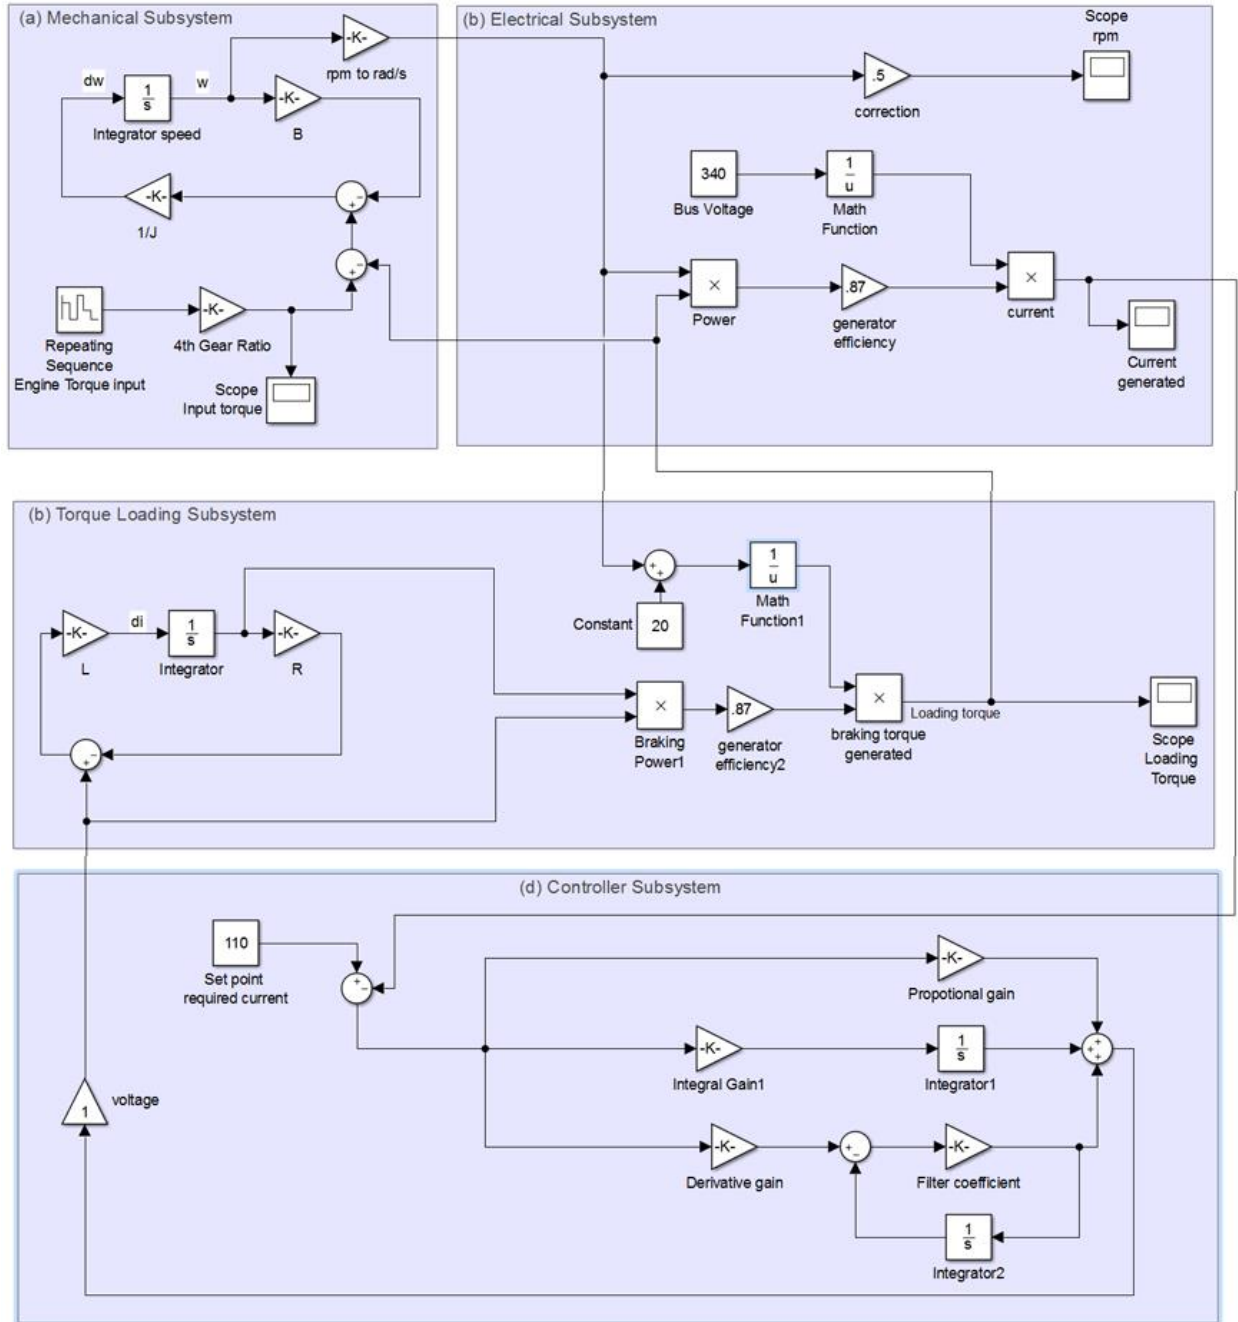 (a) Mechanical Subsystem
-K-
rpm to rad/s
dw
1
s
w
-K-
Integrator speed
B
-K-
1/J
+
-
+
-
Repeating
Sequence
Engine Torque input
-K-
4th Gear Ratio
Scope
Input torque
(b) Electrical Subsystem
Scope
rpm
.5
correction
340
Bus Voltage
1
u
Math
Function
×
Power
.87
generator
efficiency
×
current
Current
generated
(b) Torque Loading Subsystem
-K-
L
di
1
s
Integrator
-K-
R
+
-
+
+
Constant
20
1
u
Math
Function1
×
Braking
Power1
.87
generator
efficiency2
×
braking torque
generated
Loading torque
Scope
Loading
Torque
(d) Controller Subsystem
110
Set point
required current
+
-
-K-
Propotional gain
-K-
Integral Gain1
1
s
Integrator1
+
+
+
1
voltage
-K-
Derivative gain
+
-
-K-
Filter coefficient
1
s
Integrator2